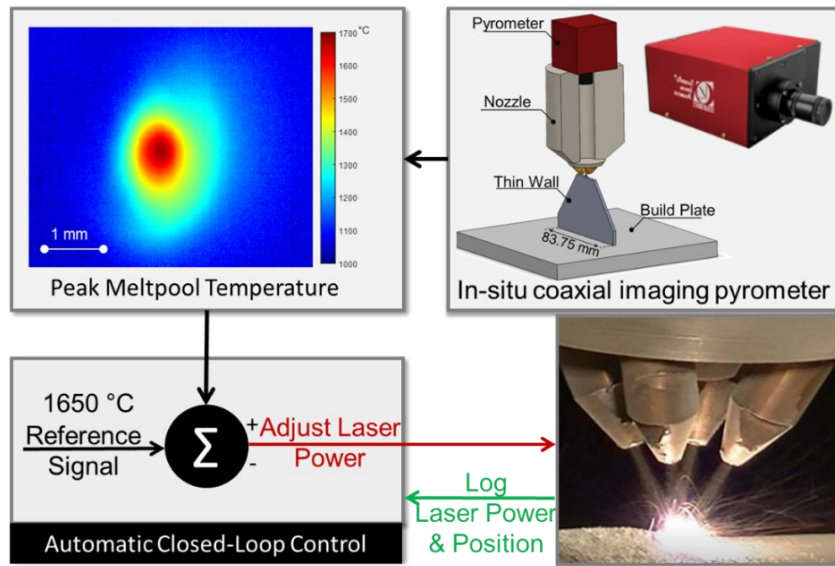 1700
°C
1600
1500
1400
1300
1200
1100
1000
1 mm
Peak Meltpool Temperature
Pyrometer
Nozzle
Thin Wall
Build Plate
83.75 mm
In-situ coaxial imaging pyrometer
1650 °C
Reference
Signal
Σ
+
-
Adjust Laser
Power
Log
Laser Power
& Position
Automatic Closed-Loop Control